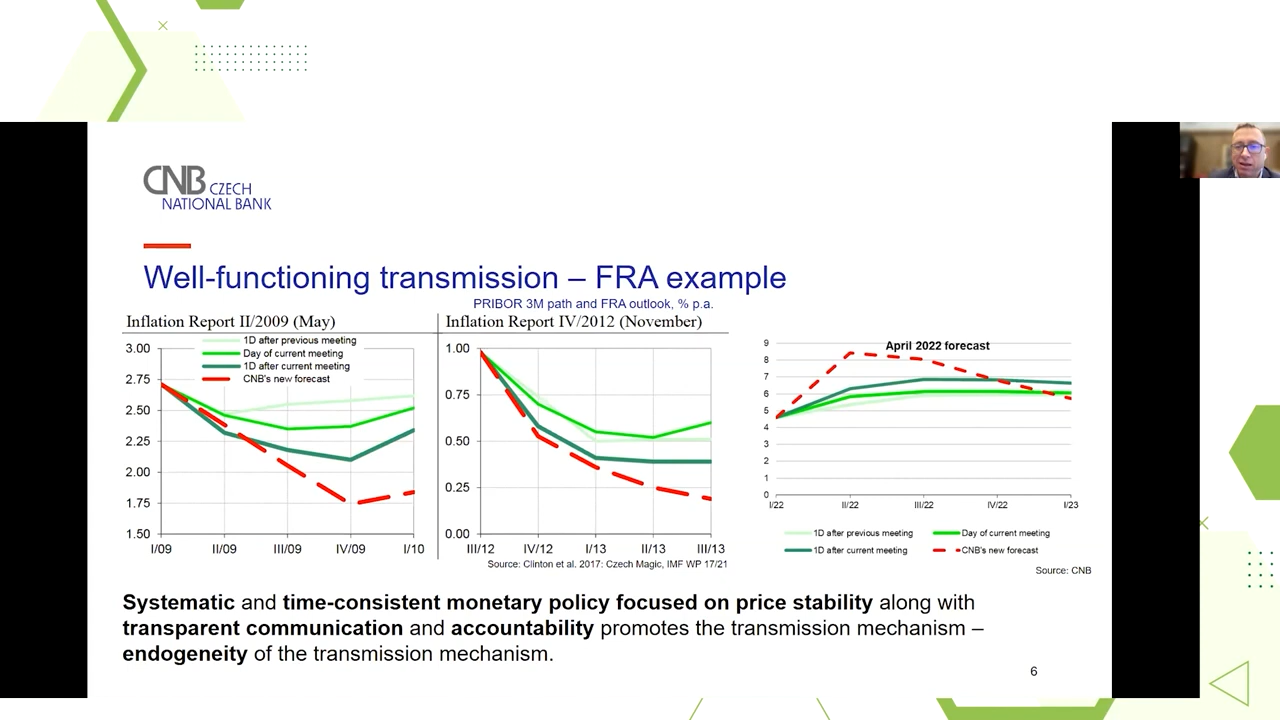 CNB CZECH
NATIONAL BANK
Well-functioning transmission – FRA example
PRIBOR 3M path and FRA outlook, % p.a.
Inflation Report II/2009 (May)
1D after previous meeting
Day of current meeting
1D after current meeting
CNB's new forecast
3.00
2.75
2.50
2.25
2.00
1.75
1.50
I/09 II/09 III/09 IV/09 I/10
Inflation Report IV/2012 (November)
1.00
0.75
0.50
0.25
0.00
III/12 IV/12 I/13 II/13 III/13
Source: Clinton et al. 2017: Czech Magic, IMF WP 17/21
April 2022 forecast
9
8
7
6
5
4
3
2
1
0
I/22 II/22 III/22 IV/22 I/23
1D after previous meeting Day of current meeting
1D after current meeting CNB's new forecast
Source: CNB
Systematic and time-consistent monetary policy focused on price stability along with
transparent communication and accountability promotes the transmission mechanism –
endogeneity of the transmission mechanism.
6